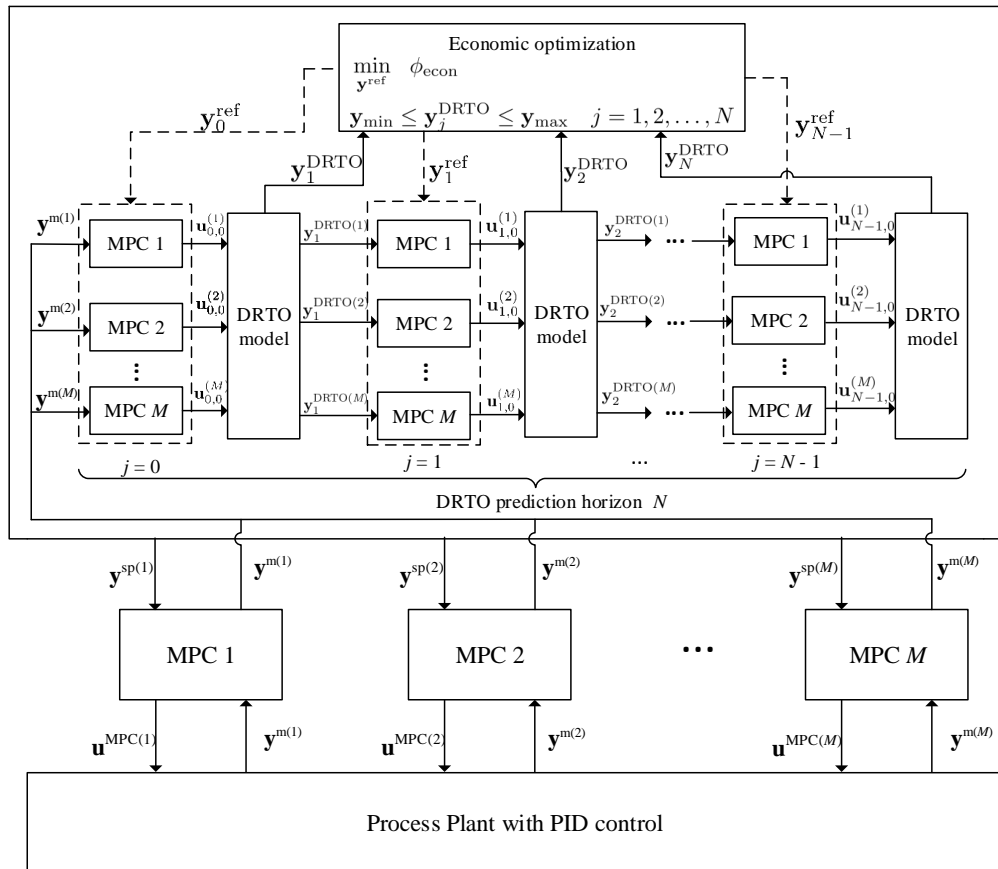 Economic optimization
min φ_econ
y^ref
y_min ≤ y_j^DRTO ≤ y_max   j = 1, 2, . . . , N
y_0^ref
y_{N−1}^ref
y_1^DRTO
y_1^ref
y_2^DRTO
y_N^DRTO
y^m(1)
MPC 1
u_{0,0}^(1)
y_1^DRTO(1)
MPC 1
u_{1,0}^(1)
y_2^DRTO(1)
...
MPC 1
u_{N−1,0}^(1)
y^m(2)
MPC 2
u_{0,0}^(2)
DRTO
model
y_1^DRTO(2)
MPC 2
u_{1,0}^(2)
DRTO
model
y_2^DRTO(2)
...
MPC 2
u_{N−1,0}^(2)
DRTO
model
...
...
...
y^m(M)
MPC M
u_{0,0}^(M)
y_1^DRTO(M)
MPC M
u_{1,0}^(M)
y_2^DRTO(M)
...
MPC M
u_{N−1,0}^(M)
j = 0
j = 1
...
j = N - 1
DRTO prediction horizon N
y^sp(1)
y^m(1)
y^sp(2)
y^m(2)
y^sp(M)
y^m(M)
MPC 1
MPC 2
...
MPC M
u^MPC(1)
y^m(1)
u^MPC(2)
y^m(2)
u^MPC(M)
y^m(M)
Process Plant with PID control